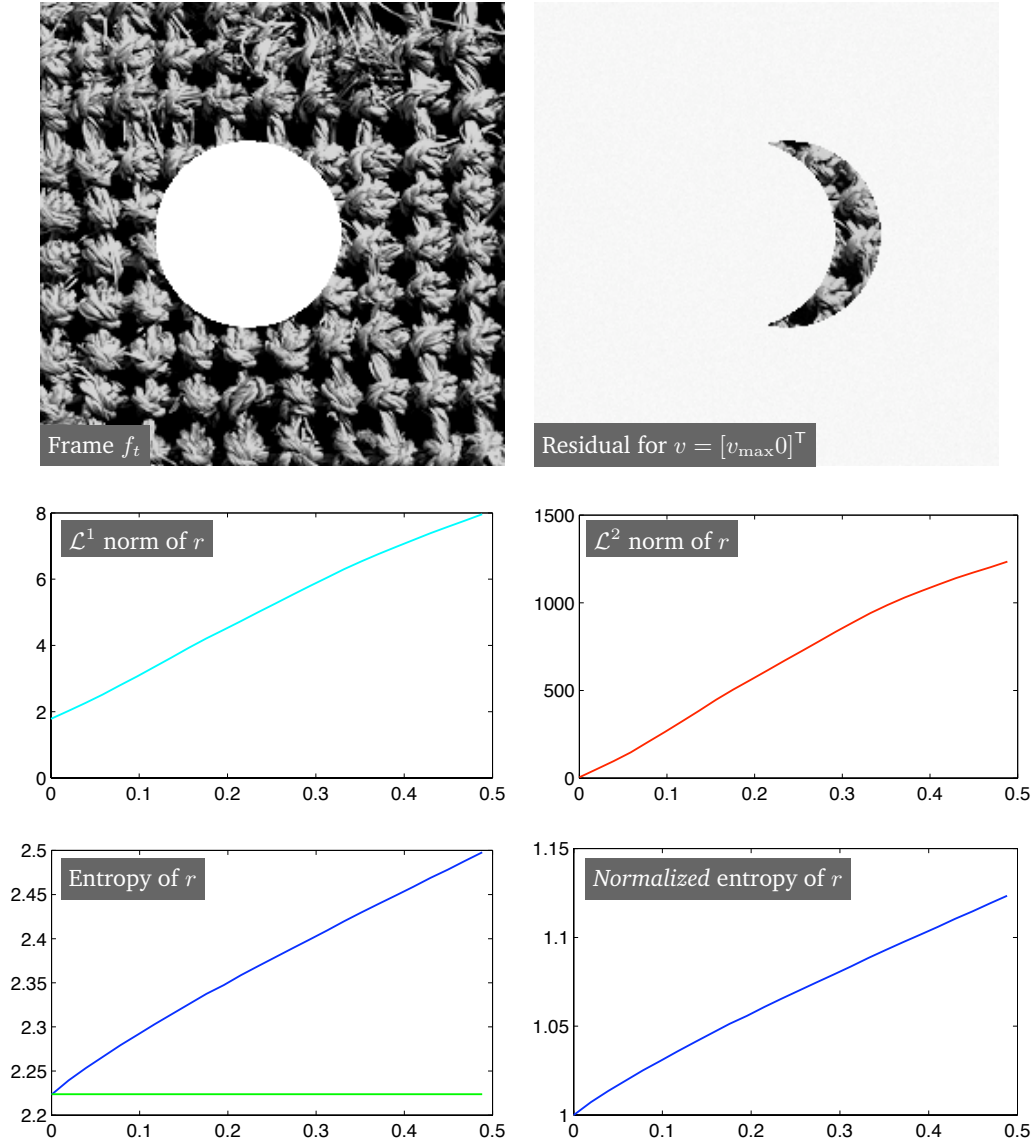 Frame f_t
Residual for v = [v_max 0]^T
8
6
4
2
0
0 0.1 0.2 0.3 0.4 0.5
ℒ¹ norm of r
1500
1000
500
0
0 0.1 0.2 0.3 0.4 0.5
ℒ² norm of r
2.5
2.45
2.4
2.35
2.3
2.25
2.2
0 0.1 0.2 0.3 0.4 0.5
Entropy of r
1.15
1.1
1.05
1
0 0.1 0.2 0.3 0.4 0.5
Normalized entropy of r